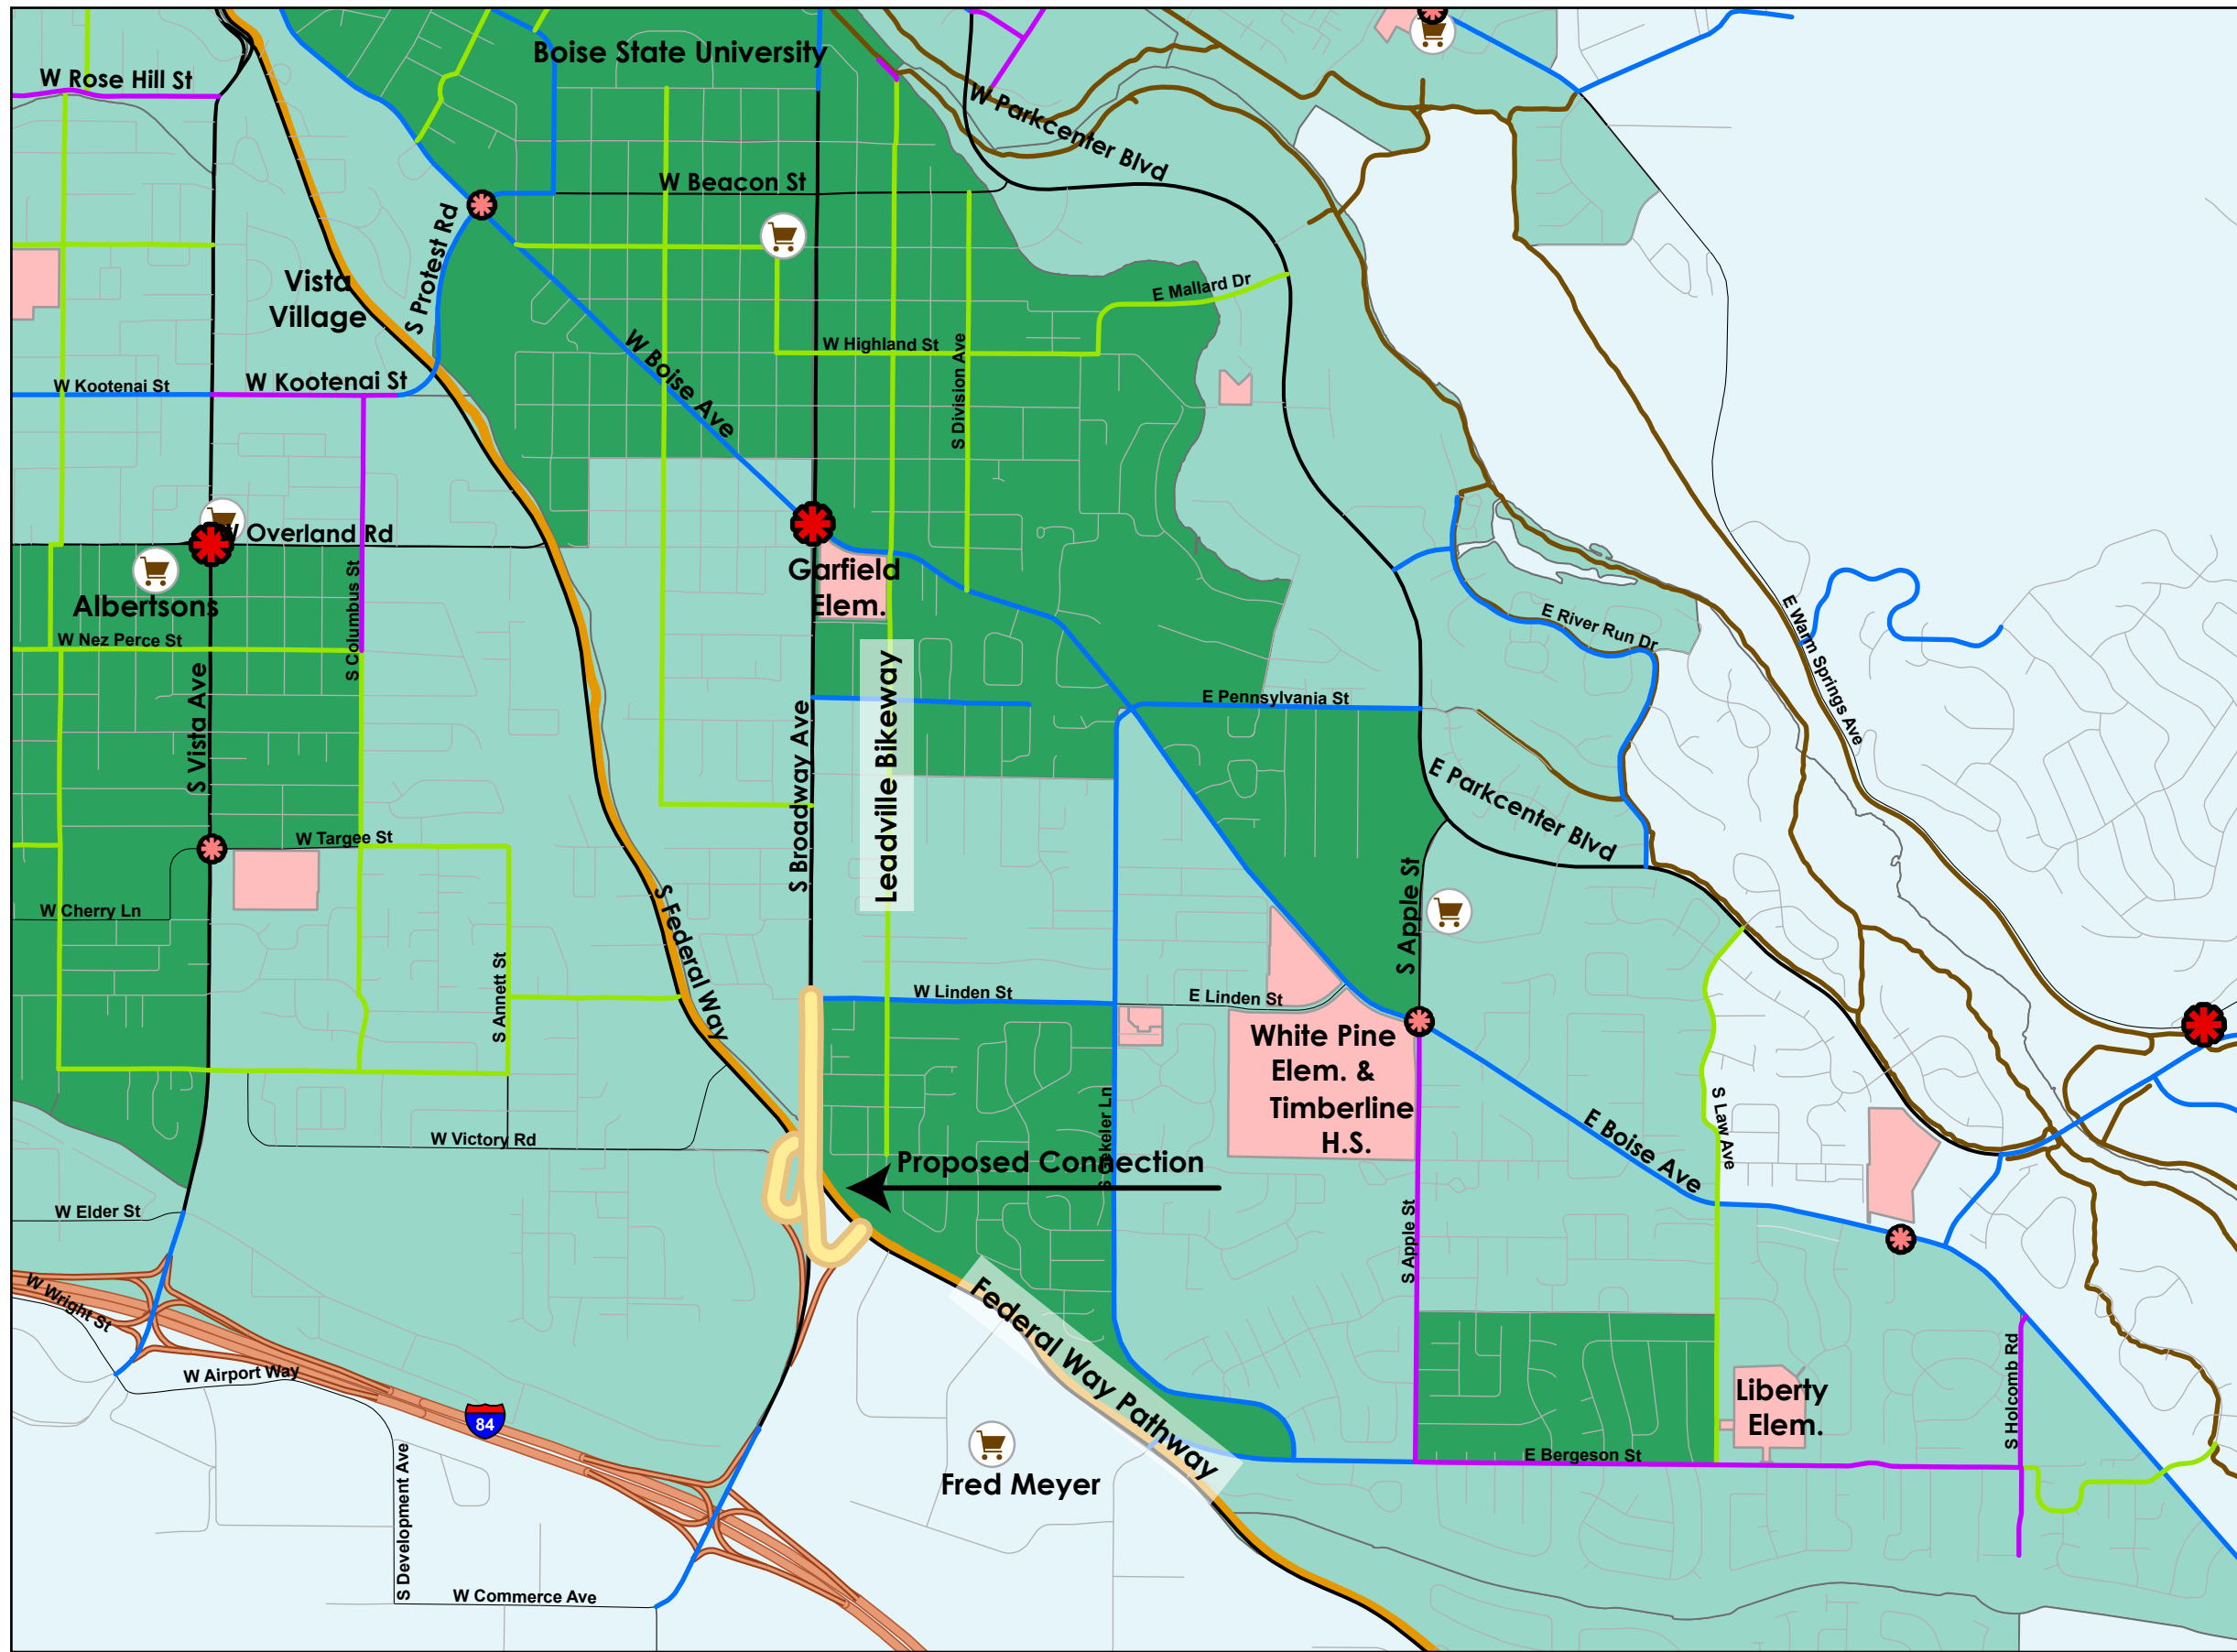 Boise State University
W Rose Hill St
W Parkcenter Blvd
W Beacon St
S Protest Rd
Vista
Village
E Mallard Dr
W Highland St
S Division Ave
W Boise Ave
W Kootenai St
W Kootenai St
W Overland Rd
Albertsons
Garfield
Elem.
S Columbus St
W Nez Perce St
E River Run Dr
E Warm Springs Ave
S Vista Ave
S Broadway Ave
Leadville Bikeway
E Pennsylvania St
E Parkcenter Blvd
W Targee St
S Apple St
W Cherry Ln
S Federal Way
S Annett St
W Linden St
E Linden St
White Pine
Elem. &
Timberline
H.S.
S Gekeler Ln
S Law Ave
E Boise Ave
W Victory Rd
Proposed Connection
W Elder St
S Apple St
W Wright St
W Airport Way
Federal Way Pathway
84
S Holcomb Rd
Liberty
Elem.
E Bergeson St
Fred Meyer
S Development Ave
W Commerce Ave